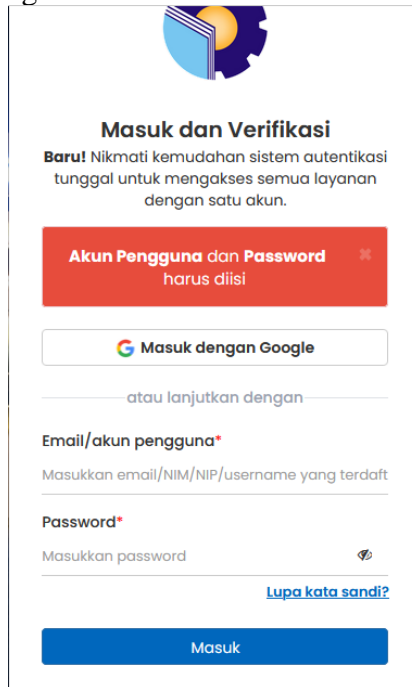 Masuk dan Verifikasi
Baru! Nikmati kemudahan sistem autentikasi
tunggal untuk mengakses semua layanan
dengan satu akun.
Akun Pengguna dan Password
harus diisi
Masuk dengan Google
atau lanjutkan dengan
Email/akun pengguna*
Masukkan email/NIM/NIP/username yang terdaft
Password*
Masukkan password
Lupa kata sandi?
Masuk